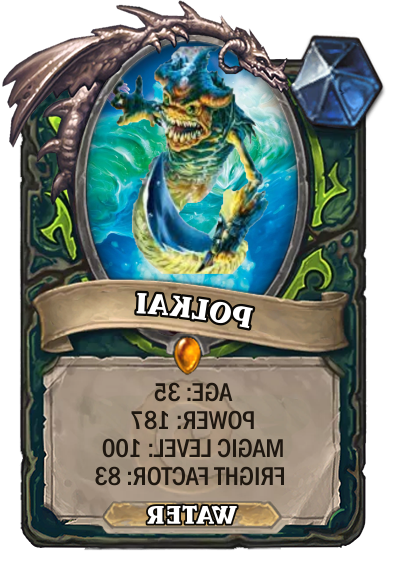 POLKAI
AGE: 35
POWER: 187
MAGIC LEVEL: 100
FRIGHT FACTOR: 83
WATER